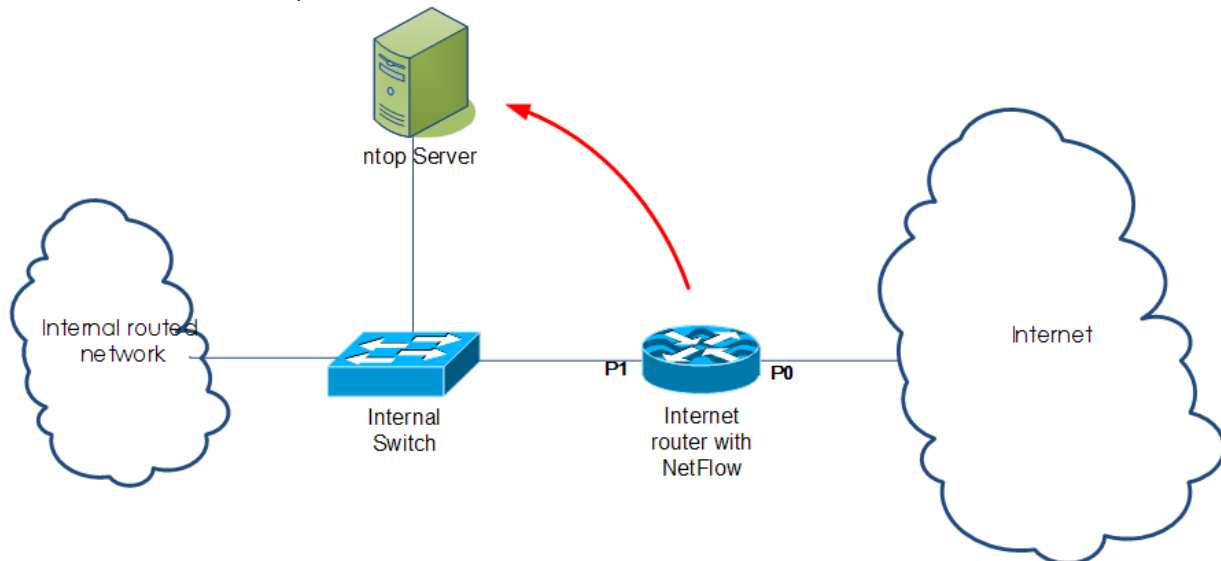 ntop Server
Internal routed
network
Internal
Switch
P1
P0
Internet
router with
NetFlow
Internet